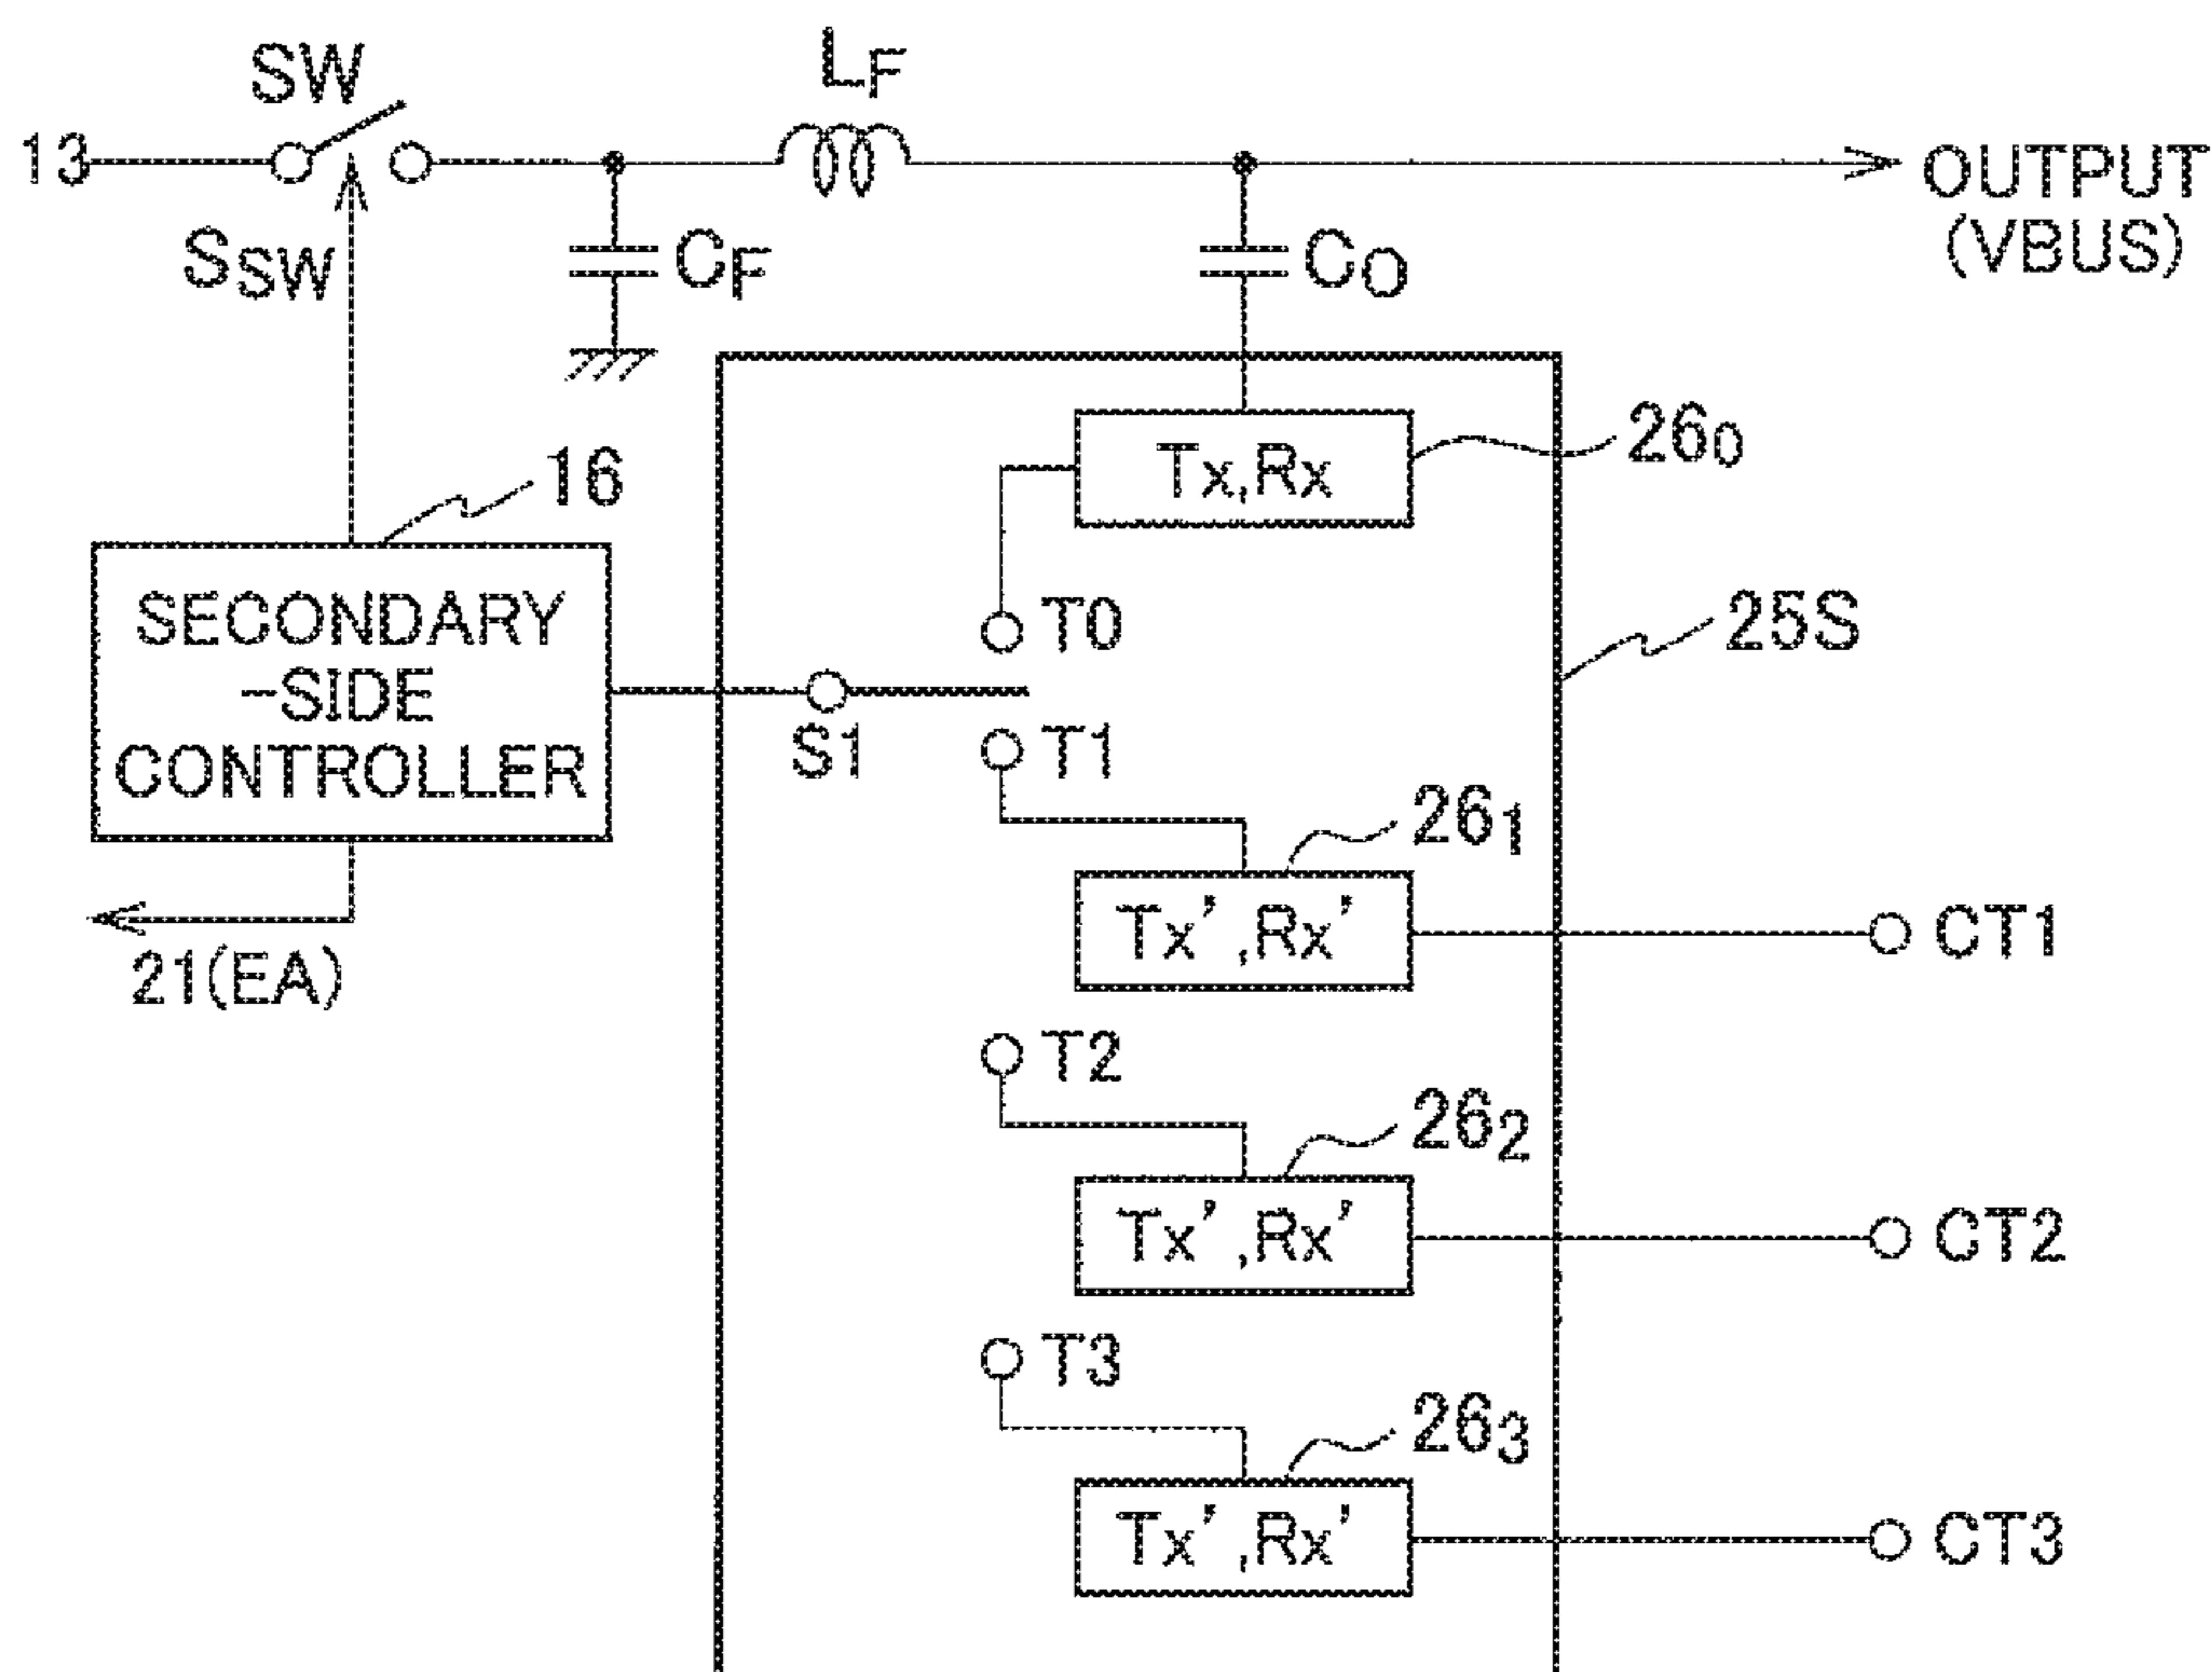 SW
LF
13
OUTPUT
(VBUS)
SSW
CF
CO
16
260
Tx,Rx
SECONDARY
-SIDE
CONTROLLER
T0
25S
S1
T1
261
Tx',Rx'
CT1
21(EA)
T2
262
Tx',Rx'
CT2
T3
263
Tx',Rx'
CT3